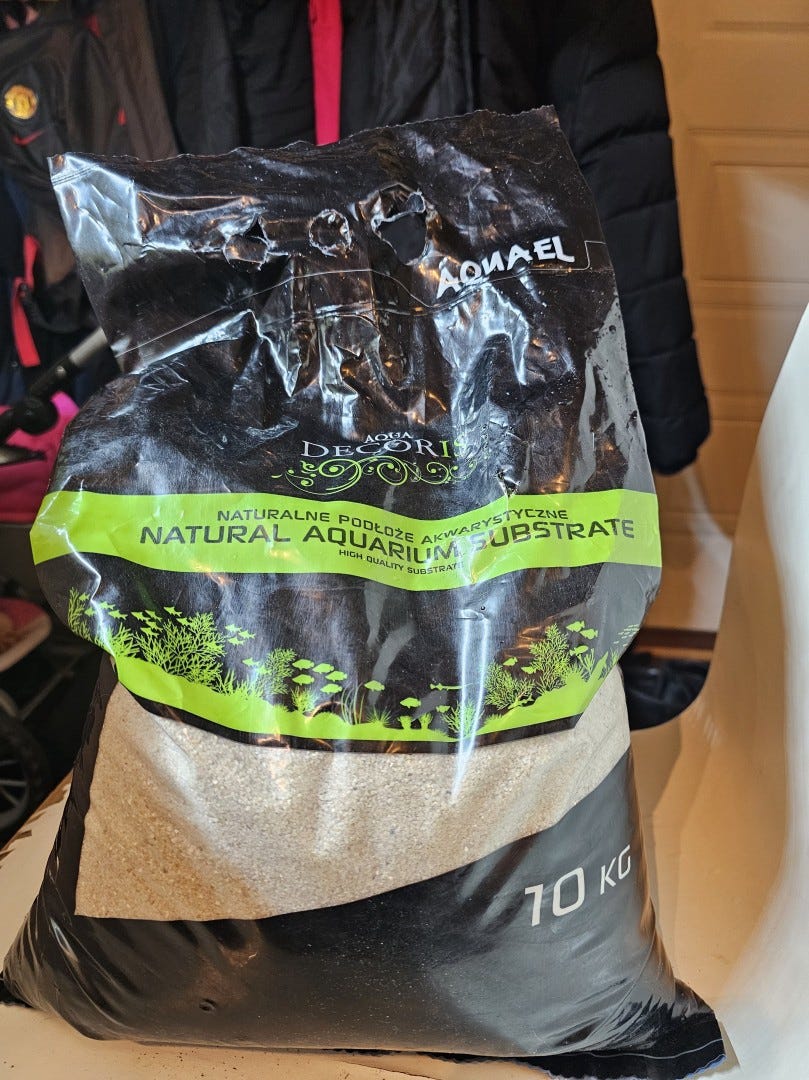 AQUAEL
AQUA
DECORIS
NATURALNE PODŁOŻE AKWARYSTYCZNE
NATURAL AQUARIUM SUBSTRATE
HIGH QUALITY SUBSTRATE
10 KG